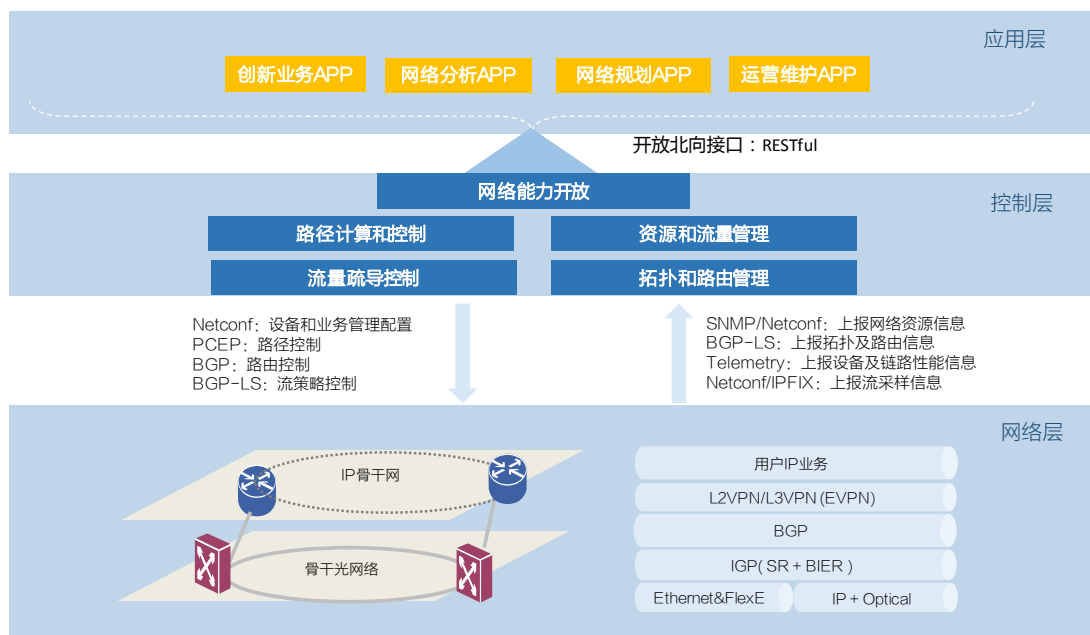 应用层
创新业务APP
网络分析APP
网络规划APP
运营维护APP
开放北向接口：RESTful
控制层
网络能力开放
路径计算和控制
资源和流量管理
流量疏导控制
拓扑和路由管理
Netconf：设备和业务管理配置
PCEP：路径控制
BGP：路由控制
BGP-LS：流策略控制
SNMP/Netconf：上报网络资源信息
BGP-LS：上报拓扑及路由信息
Telemetry：上报设备及链路性能信息
Netconf/IPFIX：上报流采样信息
网络层
IP骨干网
骨干光网络
用户IP业务
L2VPN/L3VPN(EVPN)
BGP
IGP( SR + BIER )
Ethernet&FlexE
IP + Optical